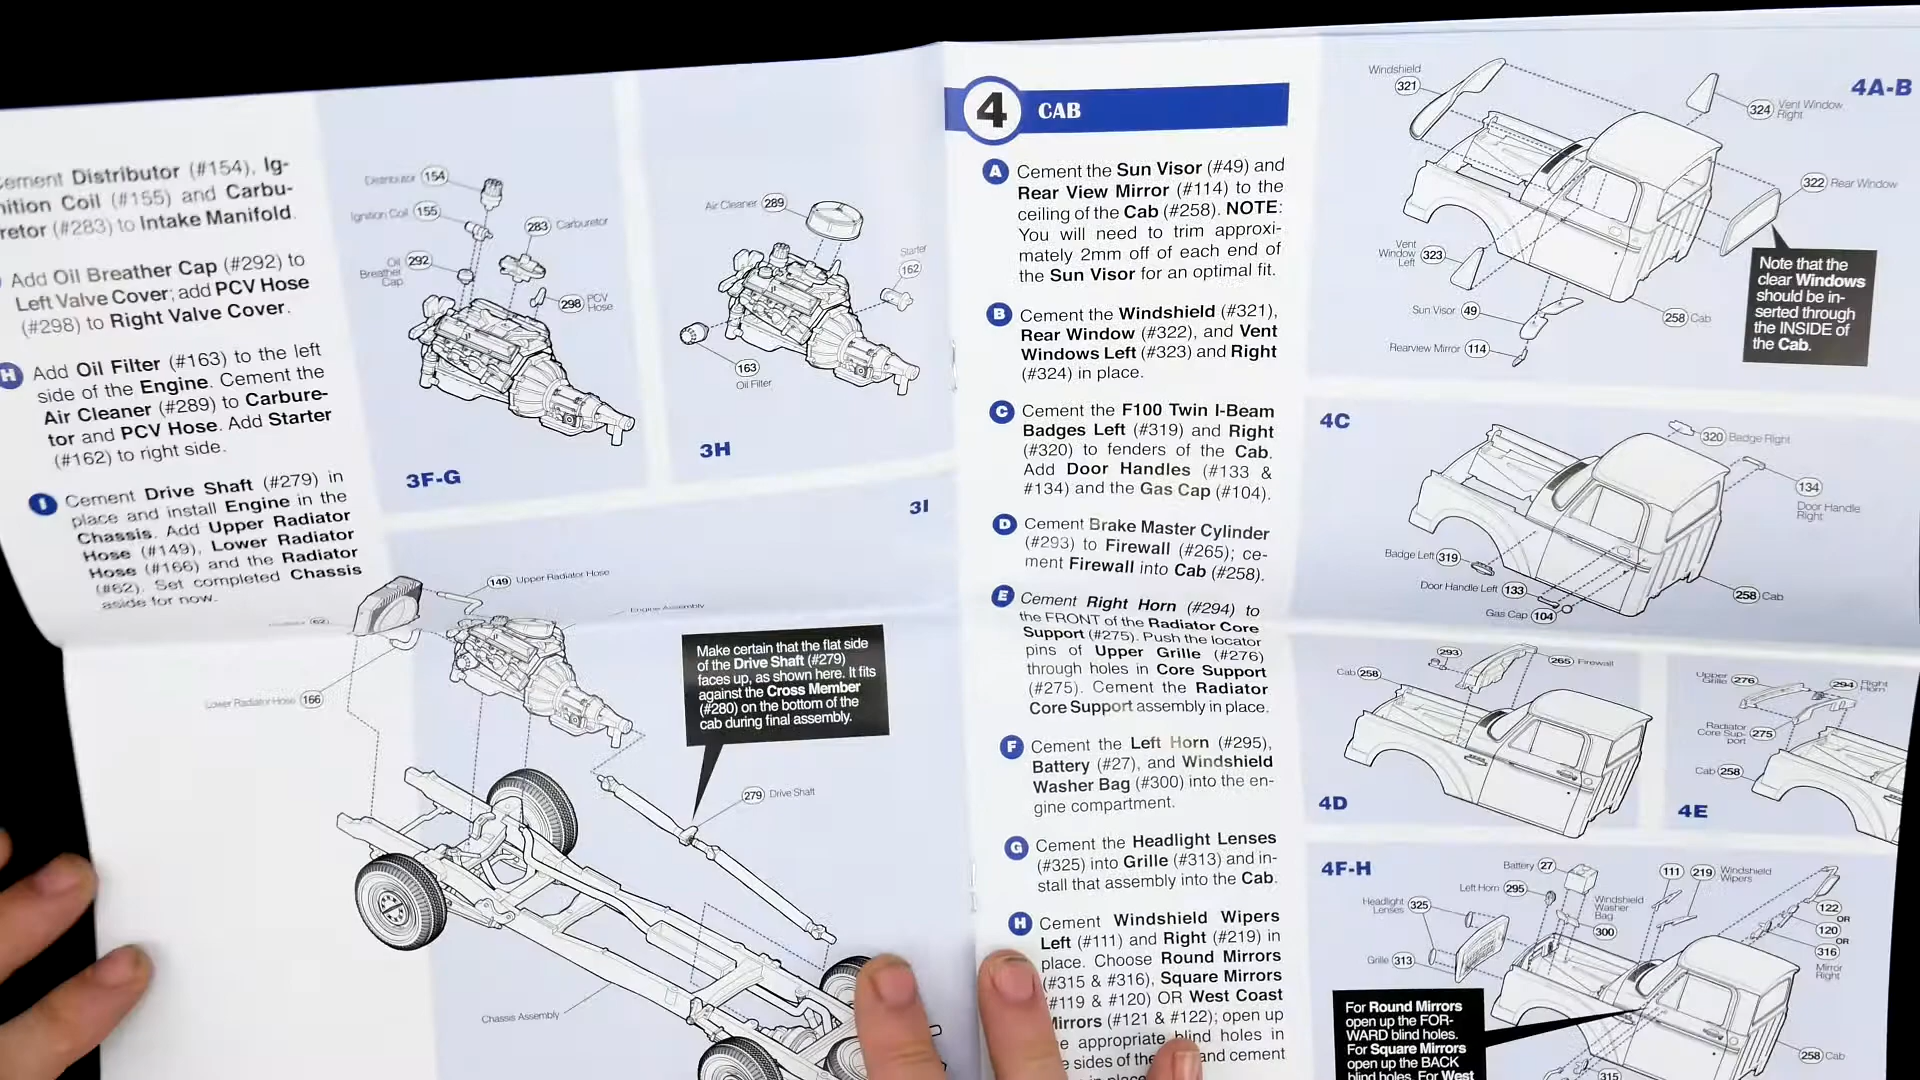 Cement Distributor (#154), Ig-
nition Coil (#155) and Carbu-
retor (#283) to Intake Manifold.
Add Oil Breather Cap (#292) to
Left Valve Cover; add PCV Hose
(#298) to Right Valve Cover.
H Add Oil Filter (#163) to the left
side of the Engine. Cement the
Air Cleaner (#289) to Carbure-
tor and PCV Hose. Add Starter
(#162) to right side.
I Cement Drive Shaft (#279) in
place and install Engine in the
Chassis. Add Upper Radiator
Hose (#149), Lower Radiator
Hose (#166) and the Radiator
(#62). Set completed Chassis
aside for now.
Distributor 154
Ignition Coil 155
283 Carburetor
Oil
Breather
Cap
292
298 PCV
Hose
3F-G
Air Cleaner 289
Starter
162
163
Oil Filter
3H
3I
149 Upper Radiator Hose
Engine Assembly
Radiator 62
Lower Radiator Hose 166
Make certain that the flat side
of the Drive Shaft (#279)
faces up, as shown here. It fits
against the Cross Member
(#280) on the bottom of the
cab during final assembly.
279 Drive Shaft
Chassis Assembly
4 CAB
A Cement the Sun Visor (#49) and
Rear View Mirror (#114) to the
ceiling of the Cab (#258). NOTE:
You will need to trim approxi-
mately 2mm off of each end of
the Sun Visor for an optimal fit.
B Cement the Windshield (#321),
Rear Window (#322), and Vent
Windows Left (#323) and Right
(#324) in place.
C Cement the F100 Twin I-Beam
Badges Left (#319) and Right
(#320) to fenders of the Cab.
Add Door Handles (#133 &
#134) and the Gas Cap (#104).
D Cement Brake Master Cylinder
(#293) to Firewall (#265); ce-
ment Firewall into Cab (#258).
E Cement Right Horn (#294) to
the FRONT of the Radiator Core
Support (#275). Push the locator
pins of Upper Grille (#276)
through holes in Core Support
(#275). Cement the Radiator
Core Support assembly in place.
F Cement the Left Horn (#295),
Battery (#27), and Windshield
Washer Bag (#300) into the en-
gine compartment.
G Cement the Headlight Lenses
(#325) into Grille (#313) and in-
stall that assembly into the Cab.
H Cement Windshield Wipers
Left (#111) and Right (#219) in
place. Choose Round Mirrors
(#315 & #316), Square Mirrors
(#119 & #120) OR West Coast
Mirrors (#121 & #122); open up
appropriate blind holes in
sides of the and cement
in place
Windshield
321
4A-B
324 Vent Window
Right
322 Rear Window
Vent
Window
Left
323
Sun Visor 49
Rearview Mirror 114
258 Cab
Note that the
clear Windows
should be in-
serted through
the INSIDE of
the Cab.
4C
320 Badge Right
134
Door Handle
Right
Badge Left 319
Door Handle Left 133
Gas Cap 104
258 Cab
293
265 Firewall
Cab 258
4D
Upper
Grille 276
294 Right
Horn
Radiator
Core Sup-
port 275
Cab 258
4E
4F-H
Battery 27
Left Horn 295
Headlight
Lenses 325
Windshield
Washer
Bag
300
111 219 Windshield
Wipers
Grille 313
122
OR
120
OR
316
Mirror
Right
For Round Mirrors
open up the FOR-
WARD blind holes.
For Square Mirrors
open up the BACK
blind holes. For West
258 Cab
315